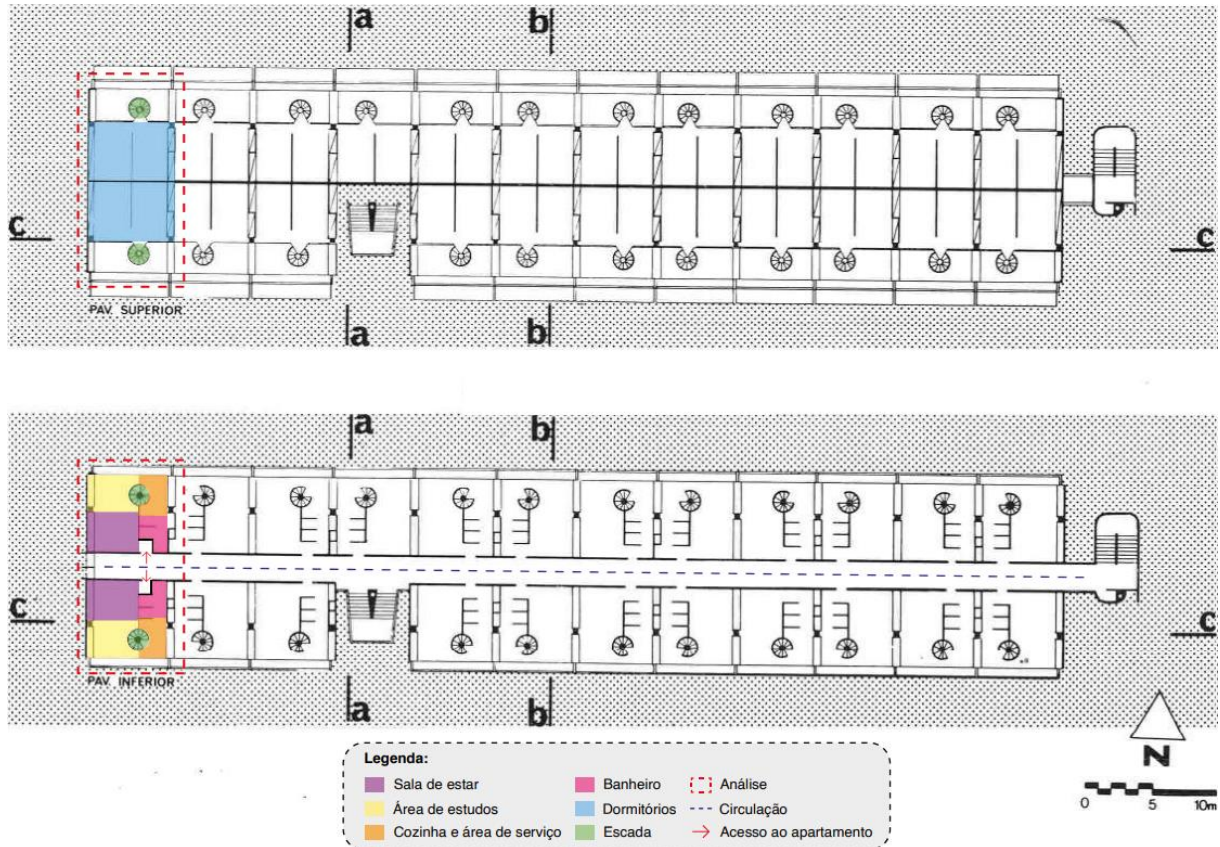 a b
c c
PAV. SUPERIOR
a b
a b
c c
PAV. INFERIOR
a b
N
Legenda:
Sala de estar Banheiro Análise
Área de estudos Dormitórios Circulação
Cozinha e área de serviço Escada Acesso ao apartamento
0 5 10m